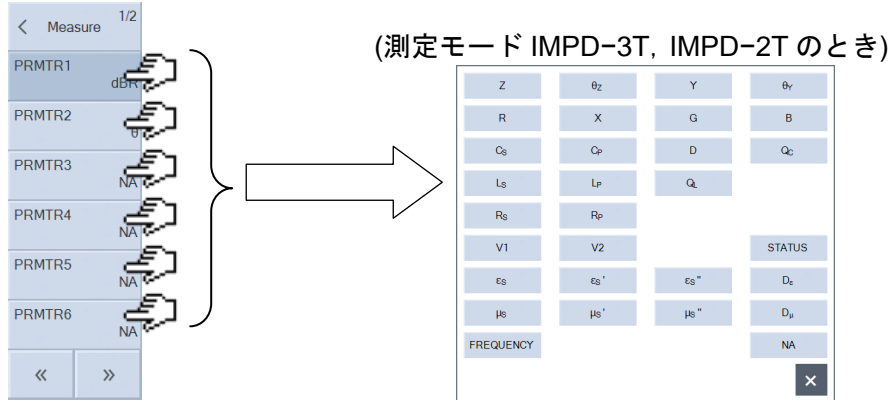 < Measure 1/2
PRMTR1
dBR
PRMTR2
θ
PRMTR3
NA
PRMTR4
NA
PRMTR5
NA
PRMTR6
NA
« »
(測定モード IMPD-3T, IMPD-2T のとき)
Z θZ Y θY
R X G B
CS CP D QC
LS LP QL
RS RP
V1 V2 STATUS
εS εS' εS" Dε
μS μS' μS" Dμ
FREQUENCY NA
×